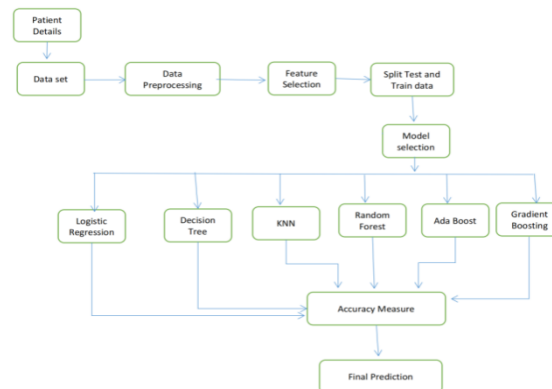 Patient
Details
Data set
Data
Preprocessing
Feature
Selection
Split Test and
Train data
Model
selection
Logistic
Regression
Decision
Tree
KNN
Random
Forest
Ada Boost
Gradient
Boosting
Accuracy Measure
Final Prediction